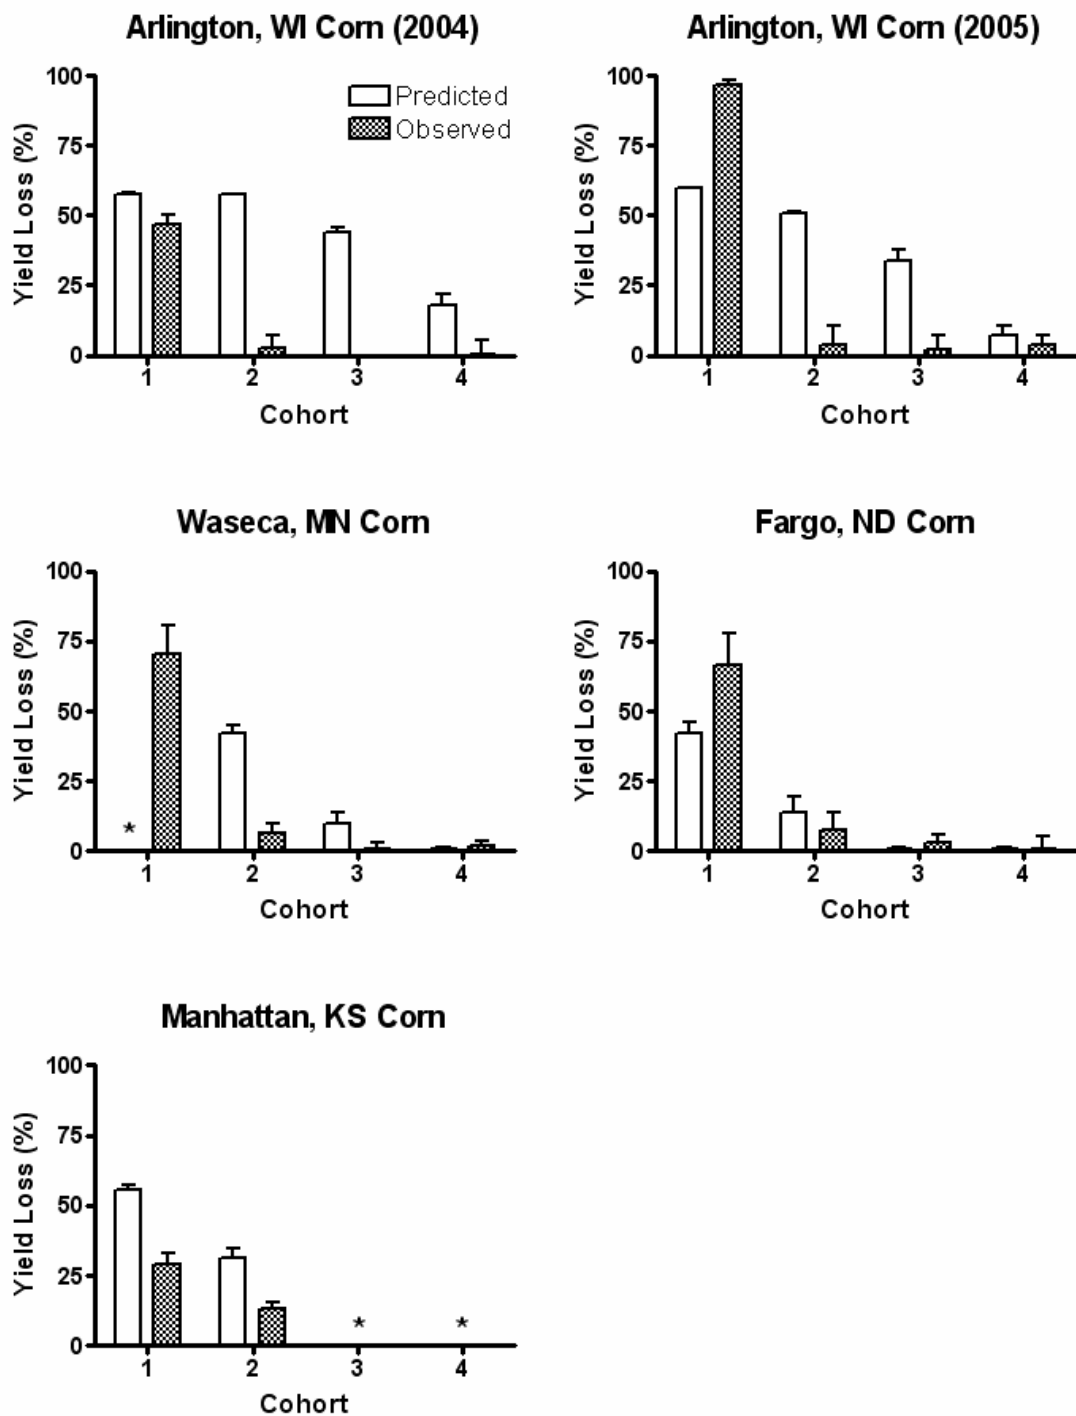 Arlington, WI Corn (2004)
100
75
50
25
0
Yield Loss (%)
Predicted
Observed
1 2 3 4
Cohort
Arlington, WI Corn (2005)
100
75
50
25
0
Yield Loss (%)
1 2 3 4
Cohort
Waseca, MN Corn
100
75
50
25
0
Yield Loss (%)
*
1 2 3 4
Cohort
Fargo, ND Corn
100
75
50
25
0
Yield Loss (%)
1 2 3 4
Cohort
Manhattan, KS Corn
100
75
50
25
0
Yield Loss (%)
* *
1 2 3 4
Cohort